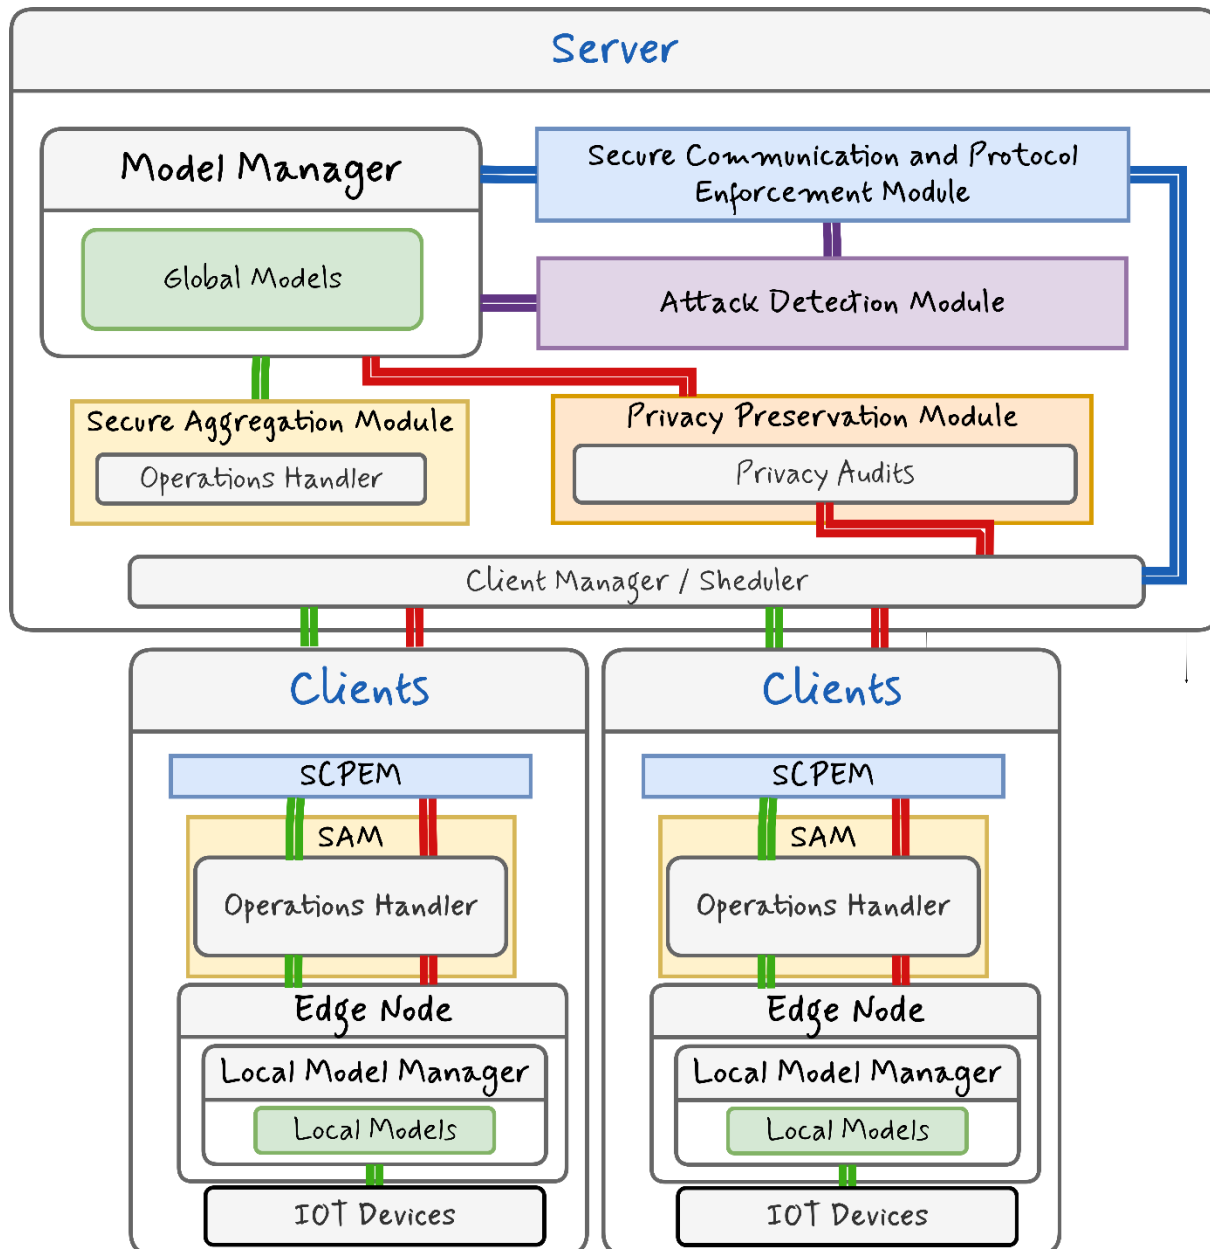 Server
Model Manager
Secure Communication and Protocol
Enforcement Module
Global Models
Attack Detection Module
Secure Aggregation Module
Operations Handler
Privacy Preservation Module
Privacy Audits
Client Manager / Sheduler
Clients
SCPEM
SAM
Operations Handler
Edge Node
Local Model Manager
Local Models
IOT Devices
Clients
SCPEM
SAM
Operations Handler
Edge Node
Local Model Manager
Local Models
IOT Devices